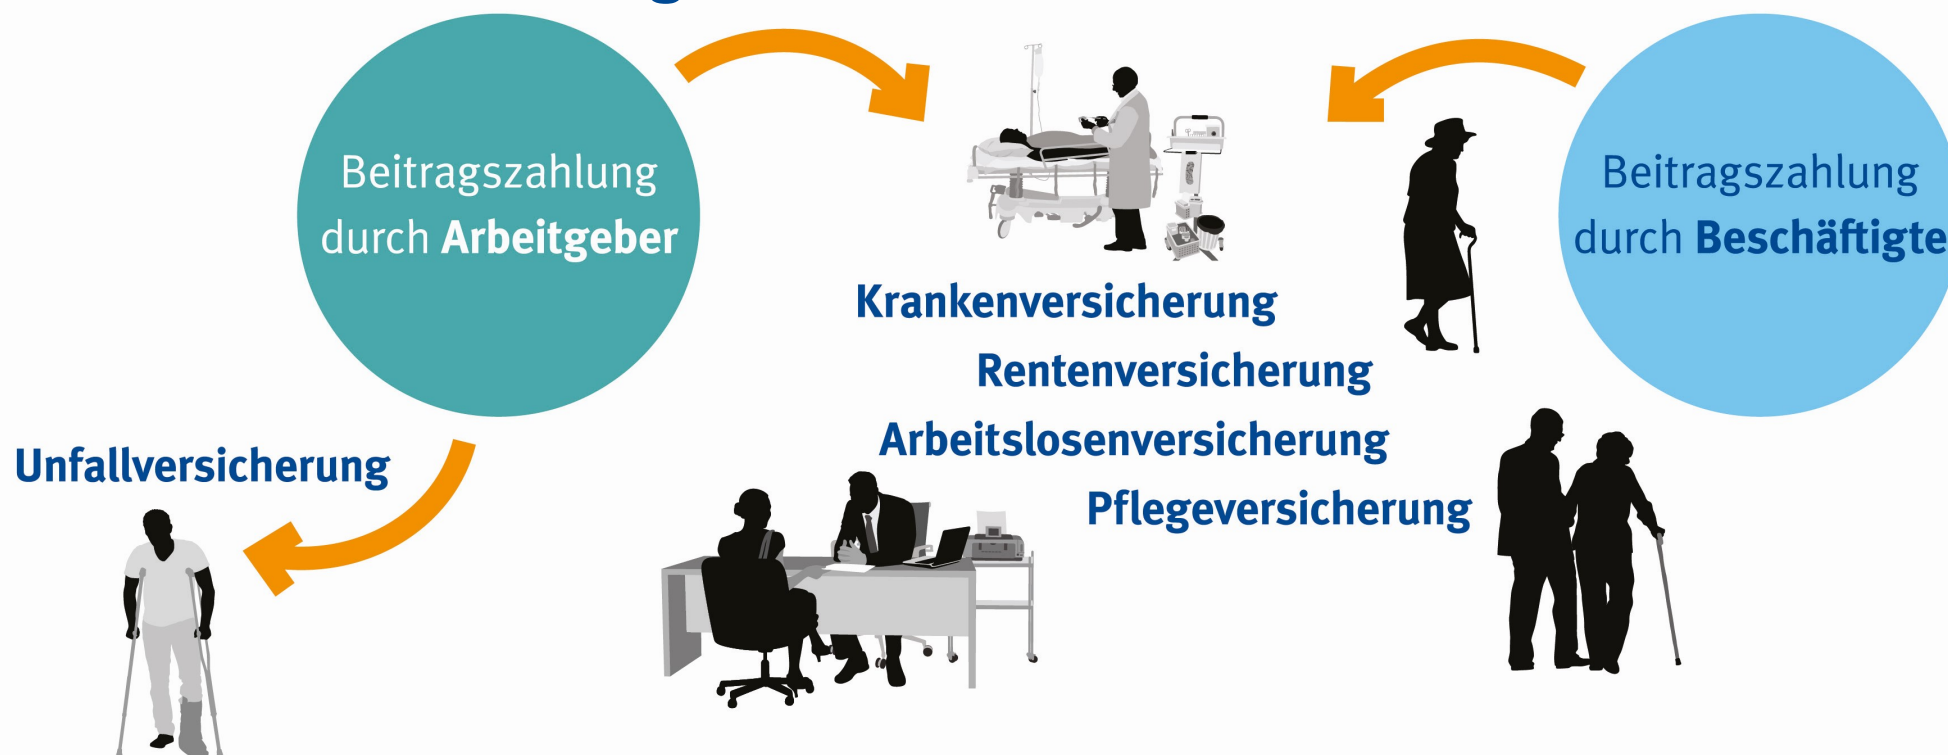 Beitragszahlung
durch Arbeitgeber
Beitragszahlung
durch Beschäftigte
Krankenversicherung
Rentenversicherung
Arbeitslosenversicherung
Pflegeversicherung
Unfallversicherung